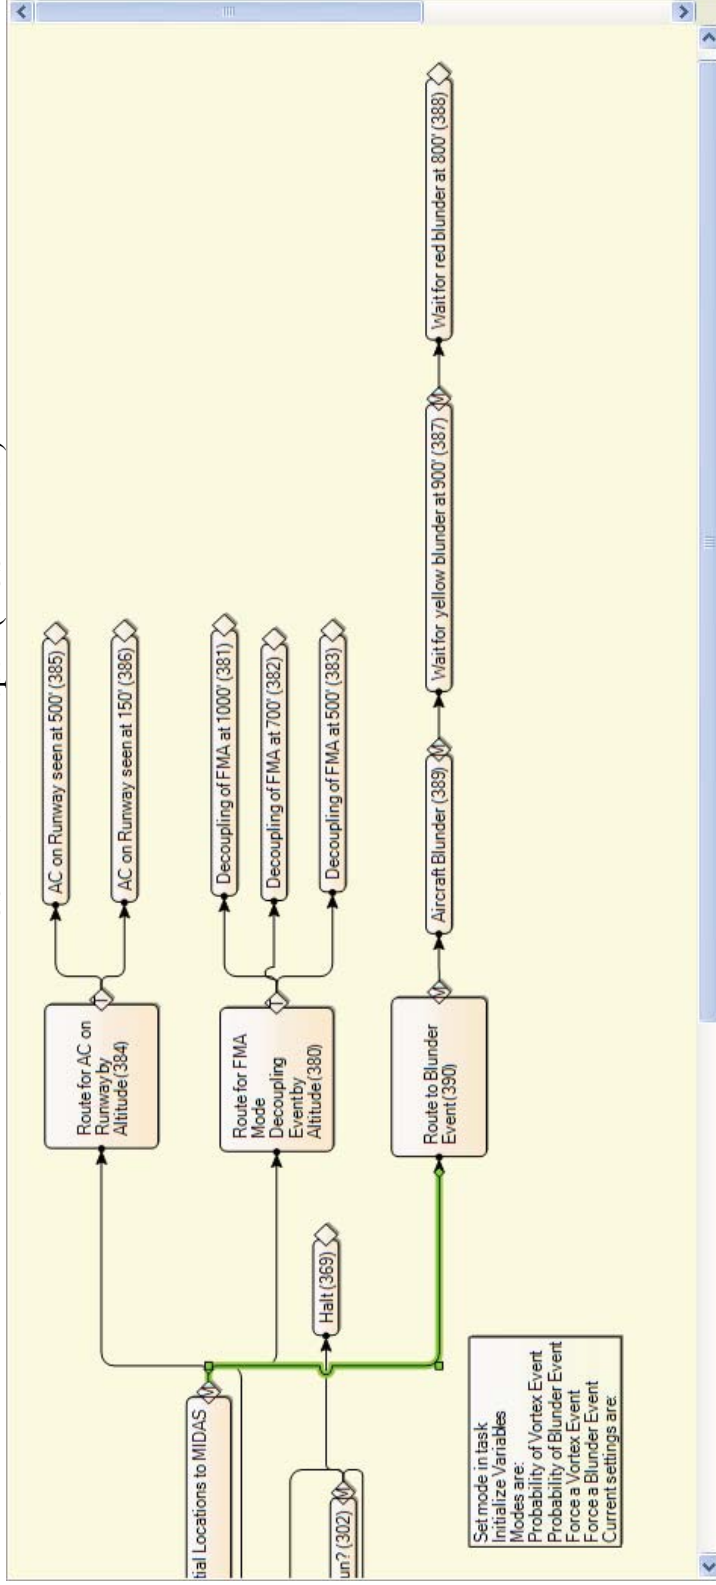 AC on Runway seen at 500' (385)
AC on Runway seen at 150' (386)
Route for AC on
Runway by
Altitude (384)
T
Decoupling of FMA at 1000' (381)
Decoupling of FMA at 700' (382)
Decoupling of FMA at 500' (383)
Route for FMA
Mode
Decoupling
Event by
Altitude (380)
T
tial Locations to MIDAS
M
Halt (369)
un? (302)
M
Route to Blunder
Event (390)
M
Aircraft Blunder (389)
M
Wait for yellow blunder at 900' (387)
M
Wait for red blunder at 800' (388)
Set mode in task
Initialize Variables
Modes are:
Probability of Vortex Event
Probability of Blunder Event
Force a Vortex Event
Force a Blunder Event
Current settings are: